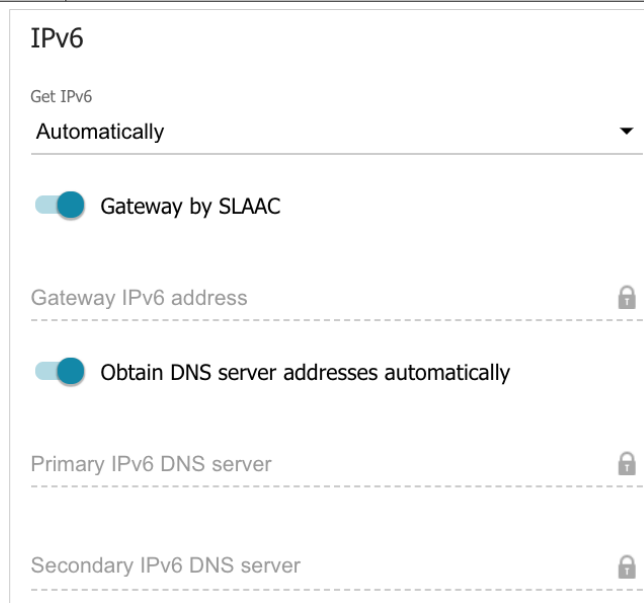 IPv6
Get IPv6
Automatically
Gateway by SLAAC
Gateway IPv6 address
Obtain DNS server addresses automatically
Primary IPv6 DNS server
Secondary IPv6 DNS server